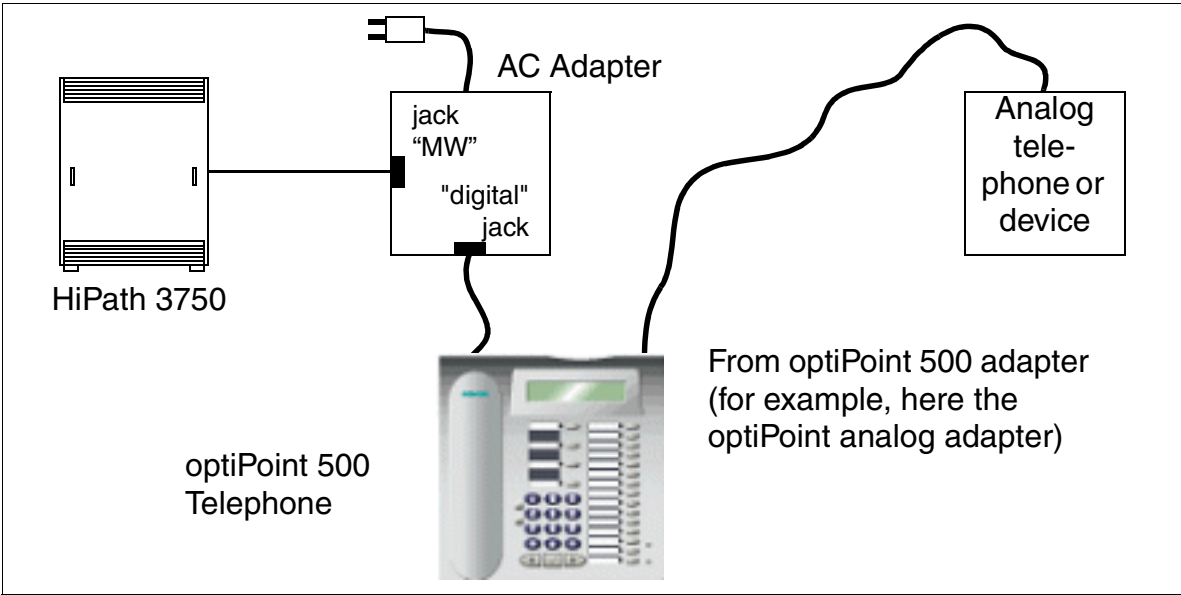 AC Adapter
jack
“MW”
"digital"
jack
Analog
tele-
phone or
device
HiPath 3750
From optiPoint 500 adapter
(for example, here the
optiPoint analog adapter)
optiPoint 500
Telephone